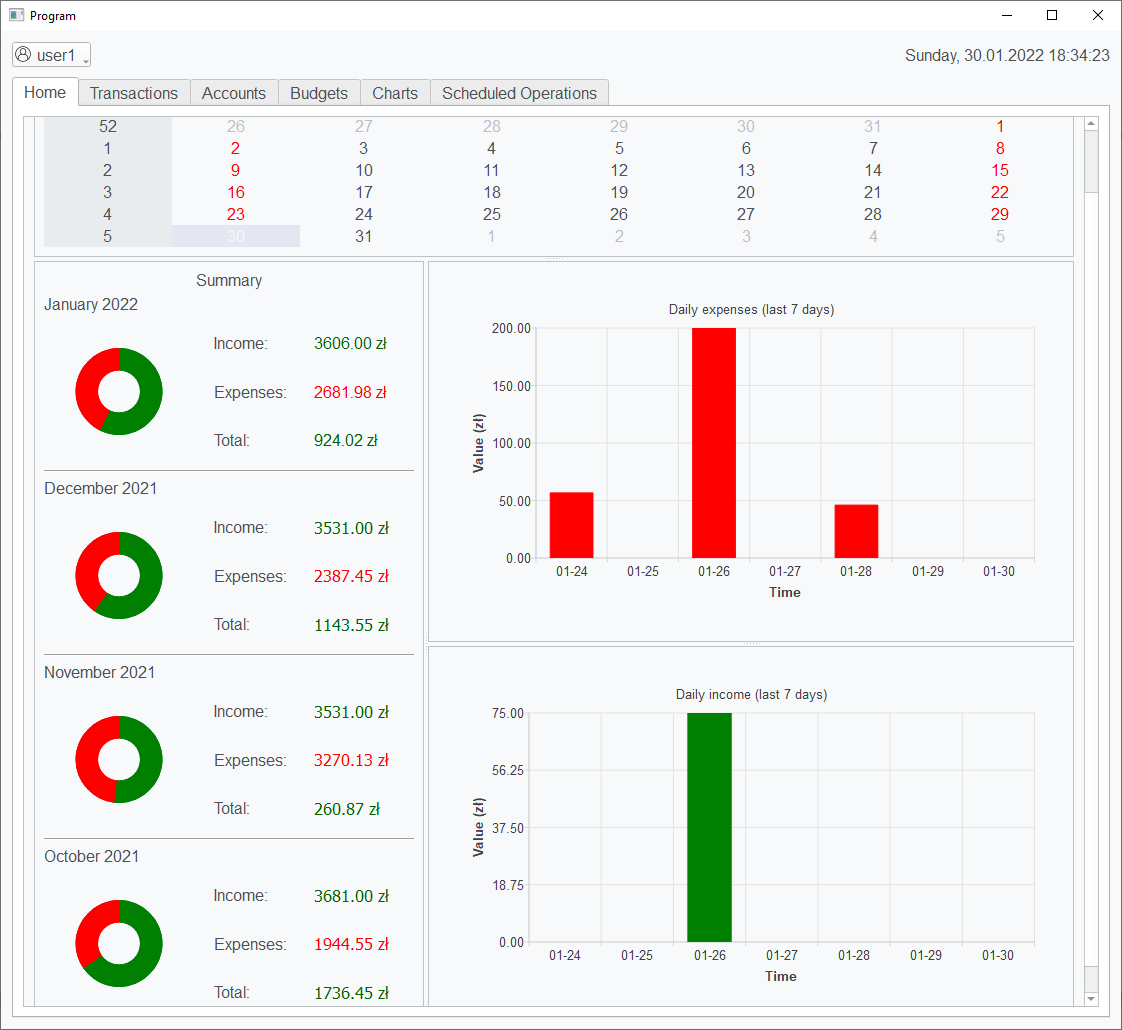 Program
user1
Sunday, 30.01.2022 18:34:23
Home Transactions Accounts Budgets Charts Scheduled Operations
52 26 27 28 29 30 31 1
1 2 3 4 5 6 7 8
2 9 10 11 12 13 14 15
3 16 17 18 19 20 21 22
4 23 24 25 26 27 28 29
5 30 31 1 2 3 4 5
Summary
January 2022
Income: 3606.00 zł
Expenses: 2681.98 zł
Total: 924.02 zł
December 2021
Income: 3531.00 zł
Expenses: 2387.45 zł
Total: 1143.55 zł
November 2021
Income: 3531.00 zł
Expenses: 3270.13 zł
Total: 260.87 zł
October 2021
Income: 3681.00 zł
Expenses: 1944.55 zł
Total: 1736.45 zł
Daily expenses (last 7 days)
Value (zł)
200.00
150.00
100.00
50.00
0.00
01-24 01-25 01-26 01-27 01-28 01-29 01-30
Time
Daily income (last 7 days)
Value (zł)
75.00
56.25
37.50
18.75
0.00
01-24 01-25 01-26 01-27 01-28 01-29 01-30
Time